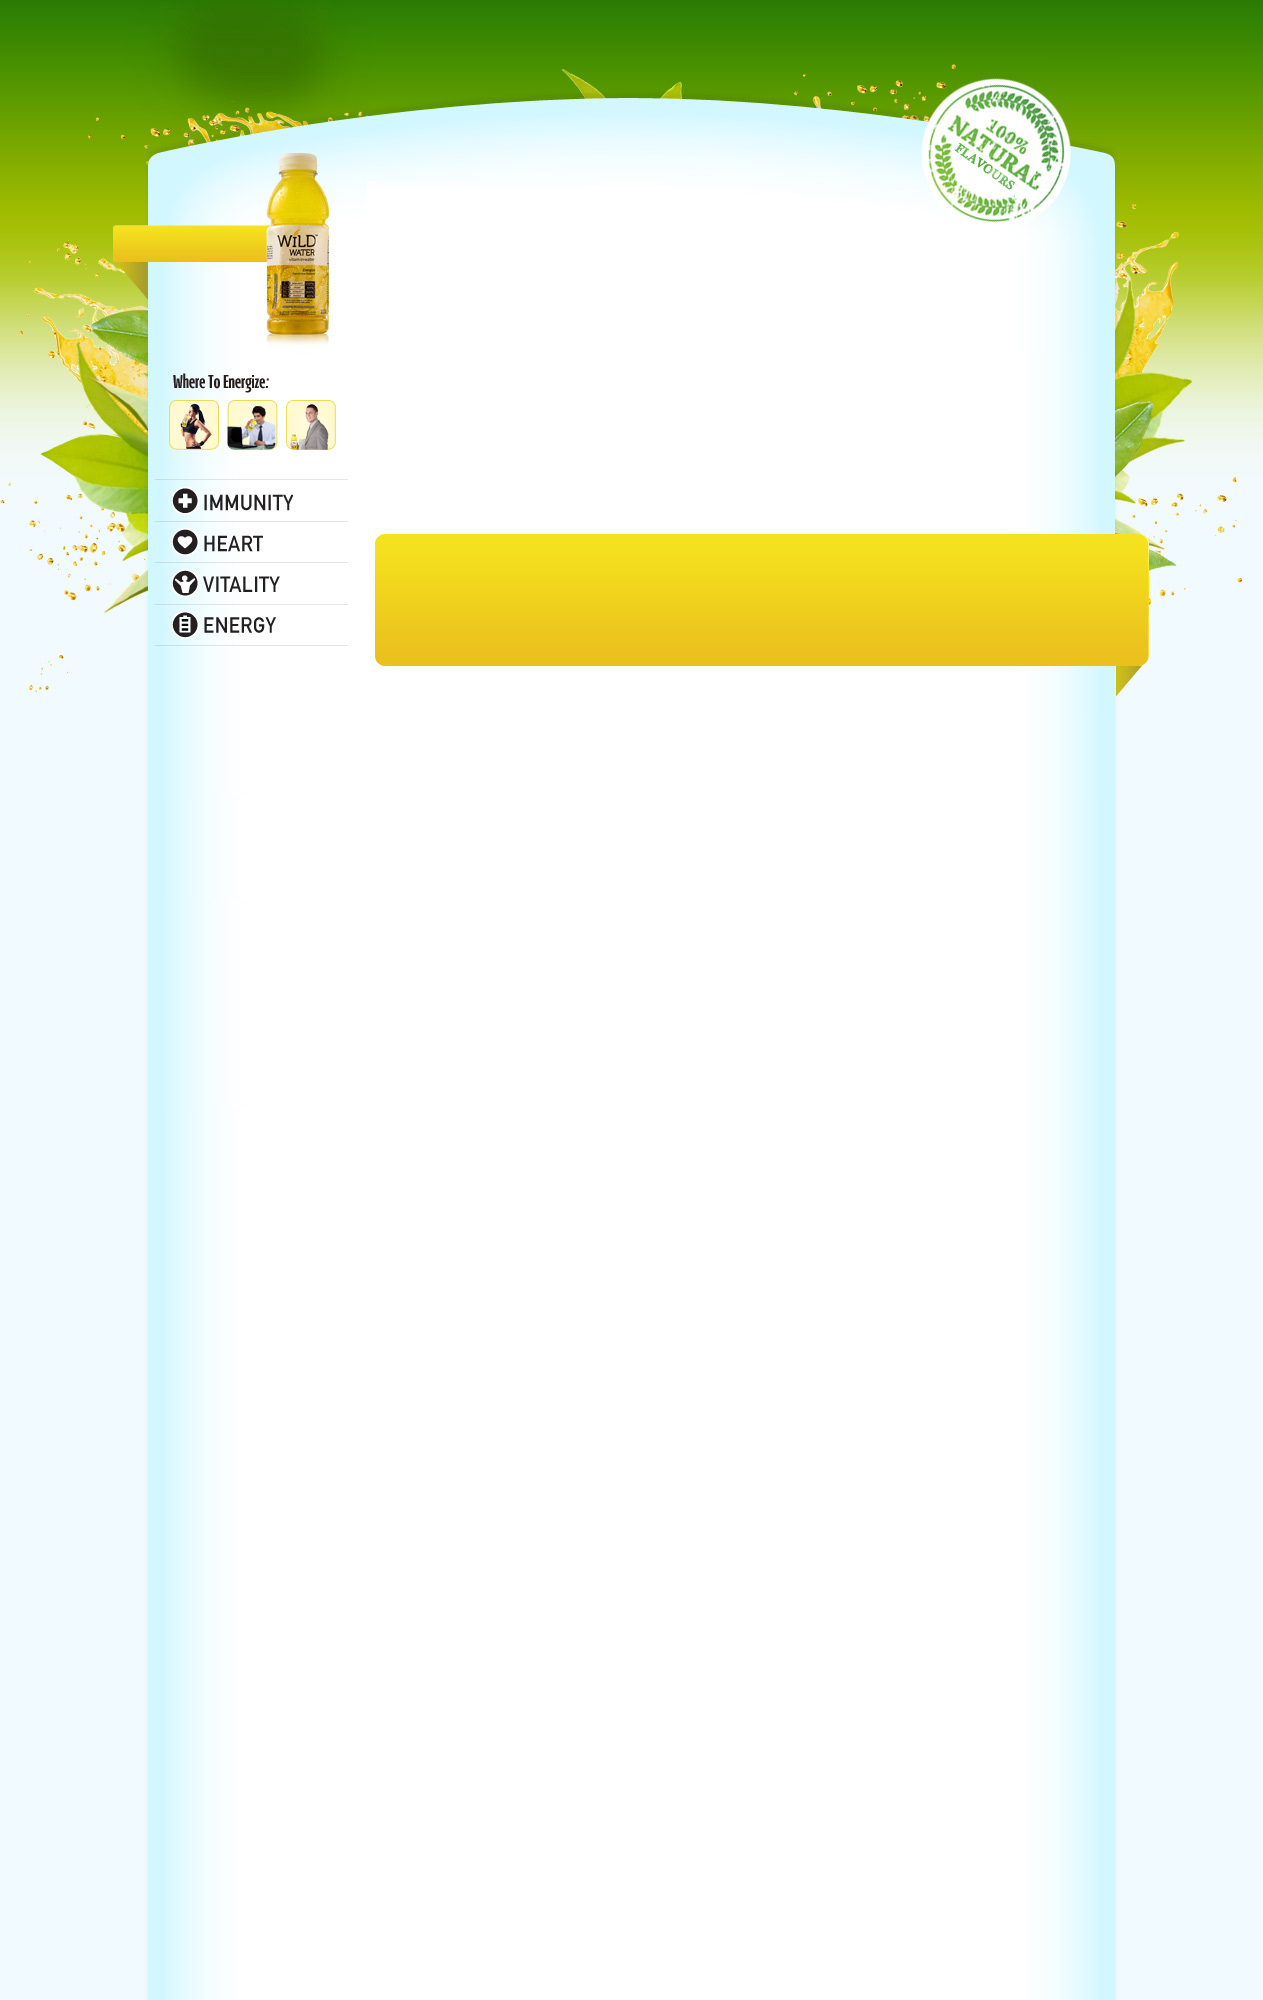 100%
NATURAL
FLAVOURS
WiLD
WATER
Where To Energize:
IMMUNITY
HEART
VITALITY
ENERGY